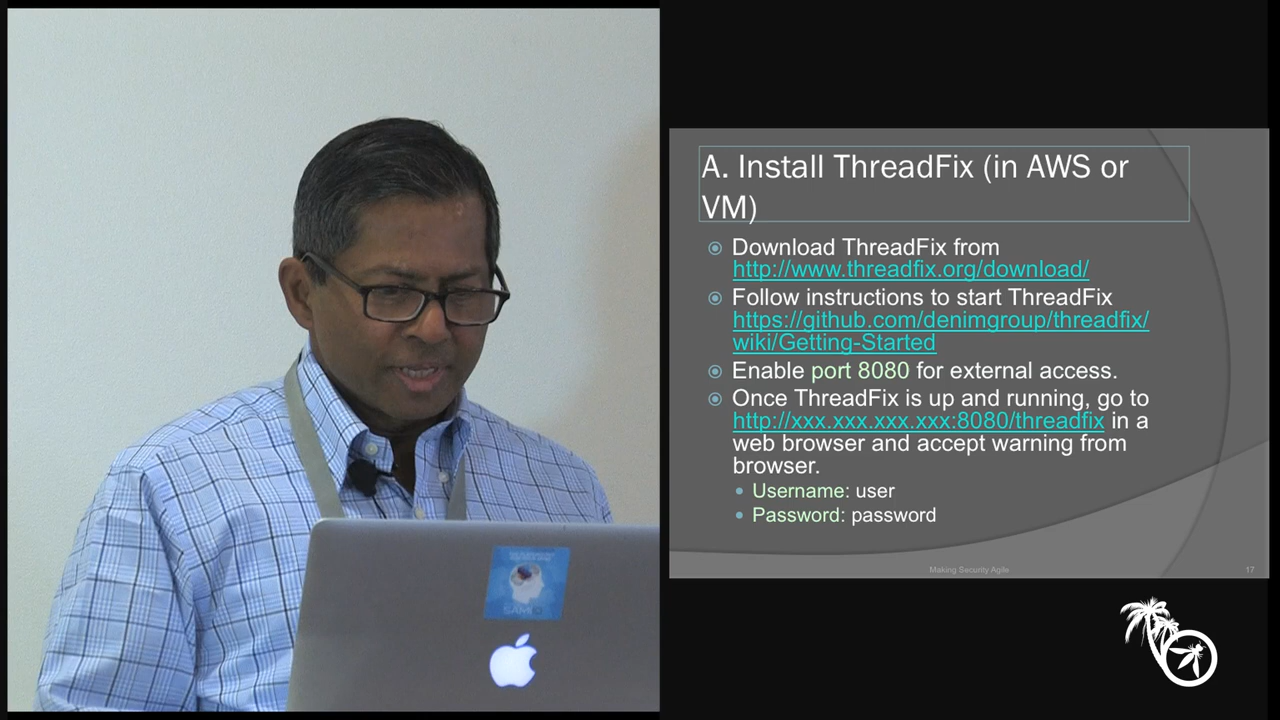 A. Install ThreadFix (in AWS or
VM)
Download ThreadFix from
http://www.threadfix.org/download/
Follow instructions to start ThreadFix
https://github.com/denimgroup/threadfix/
wiki/Getting-Started
Enable port 8080 for external access.
Once ThreadFix is up and running, go to
http://xxx.xxx.xxx.xxx:8080/threadfix in a
web browser and accept warning from
browser.
Username: user
Password: password
Making Security Agile
17